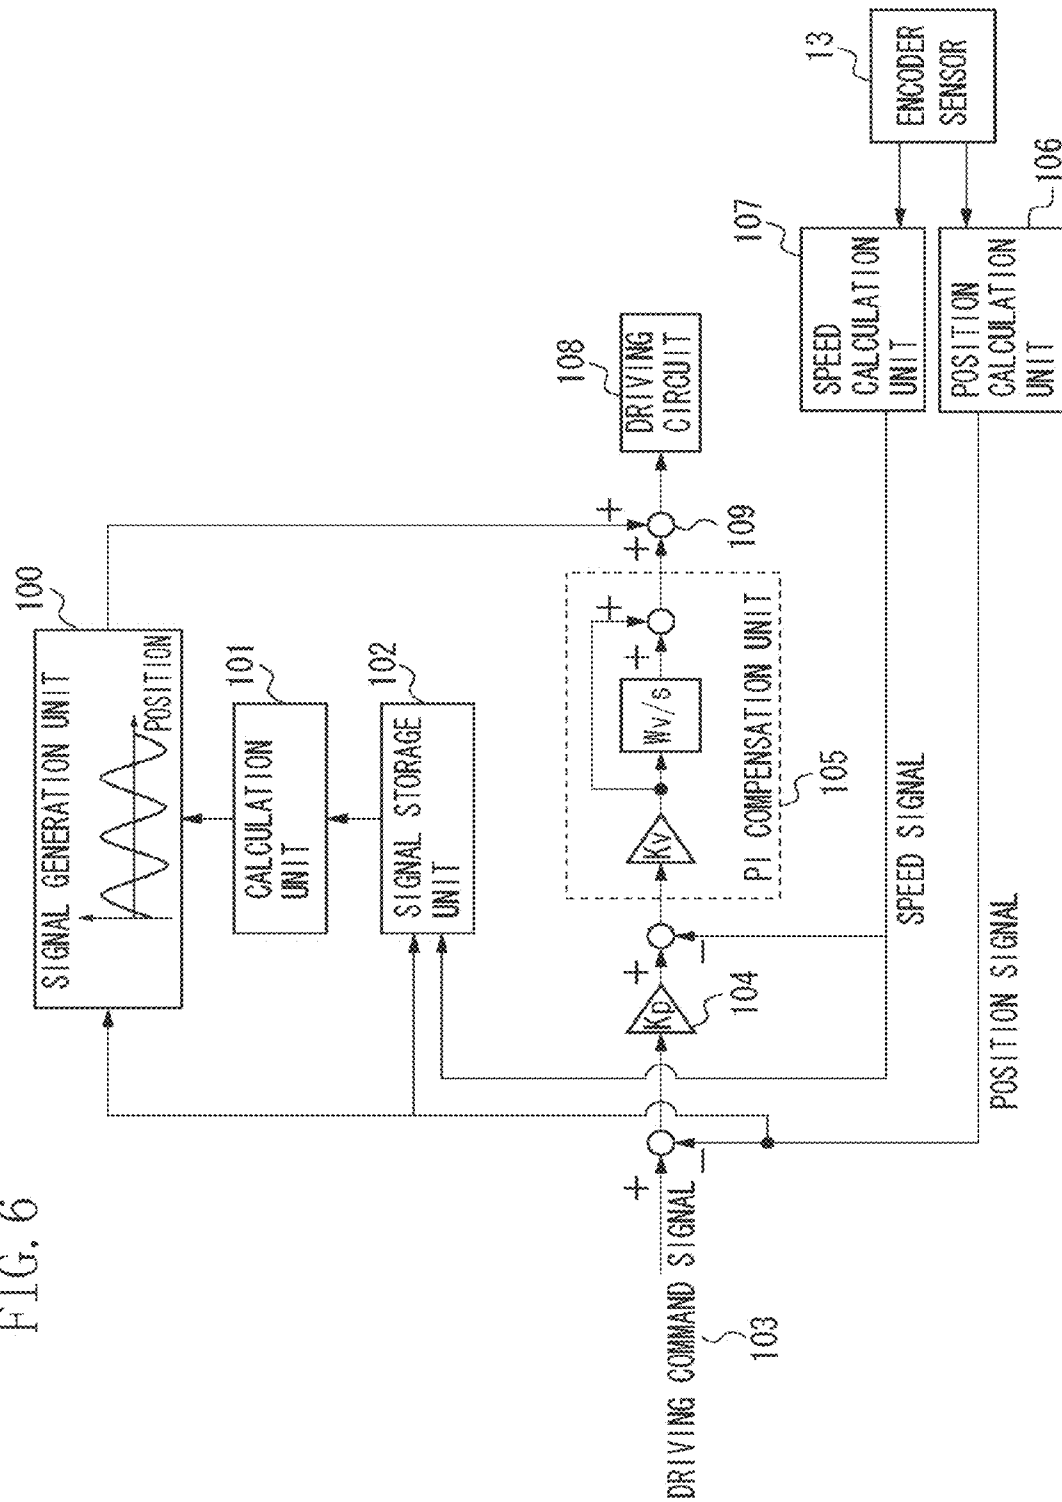 FIG. 6
100
SIGNAL GENERATION UNIT
POSITION
101
CALCULATION
UNIT
102
SIGNAL STORAGE
UNIT
DRIVING COMMAND SIGNAL
103
+
−
Kp
104
+
−
Kv
Wv/s
+
+
PI COMPENSATION UNIT
105
+
+
109
108
DRIVING
CIRCUIT
107
SPEED
CALCULATION
UNIT
106
POSITION
CALCULATION
UNIT
13
ENCODER
SENSOR
SPEED SIGNAL
POSITION SIGNAL